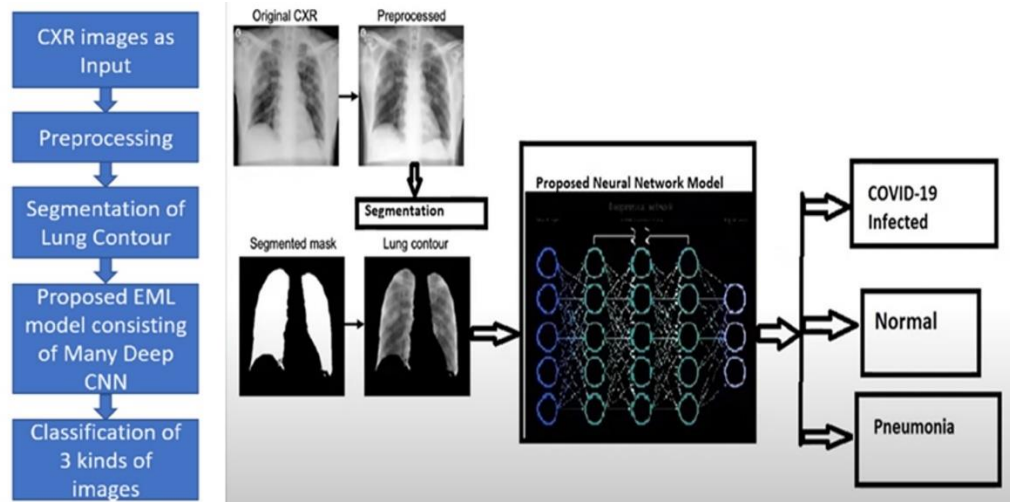 CXR images as
Input
Preprocessing
Segmentation of
Lung Contour
Proposed EML
model consisting
of Many Deep
CNN
Classification of
3 kinds of
images
Original CXR
Preprocessed
Segmentation
Segmented mask
Lung contour
Proposed Neural Network Model
COVID-19
Infected
Normal
Pneumonia